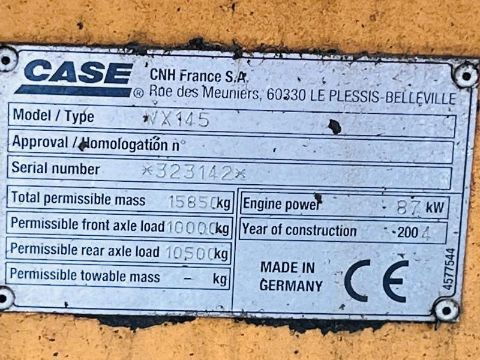 CASE ®
CNH France S.A.
Rue des Meuniers, 60330 LE PLESSIS-BELLEVILLE
Model / Type WX145
Approval / Homologation n°
Serial number *323142*
Total permissible mass 15850 kg
Permissible front axle load 10000 kg
Permissible rear axle load 10500 kg
Permissible towable mass - kg
Engine power 87 kW
Year of construction 2004
MADE IN
GERMANY
CE
4577544